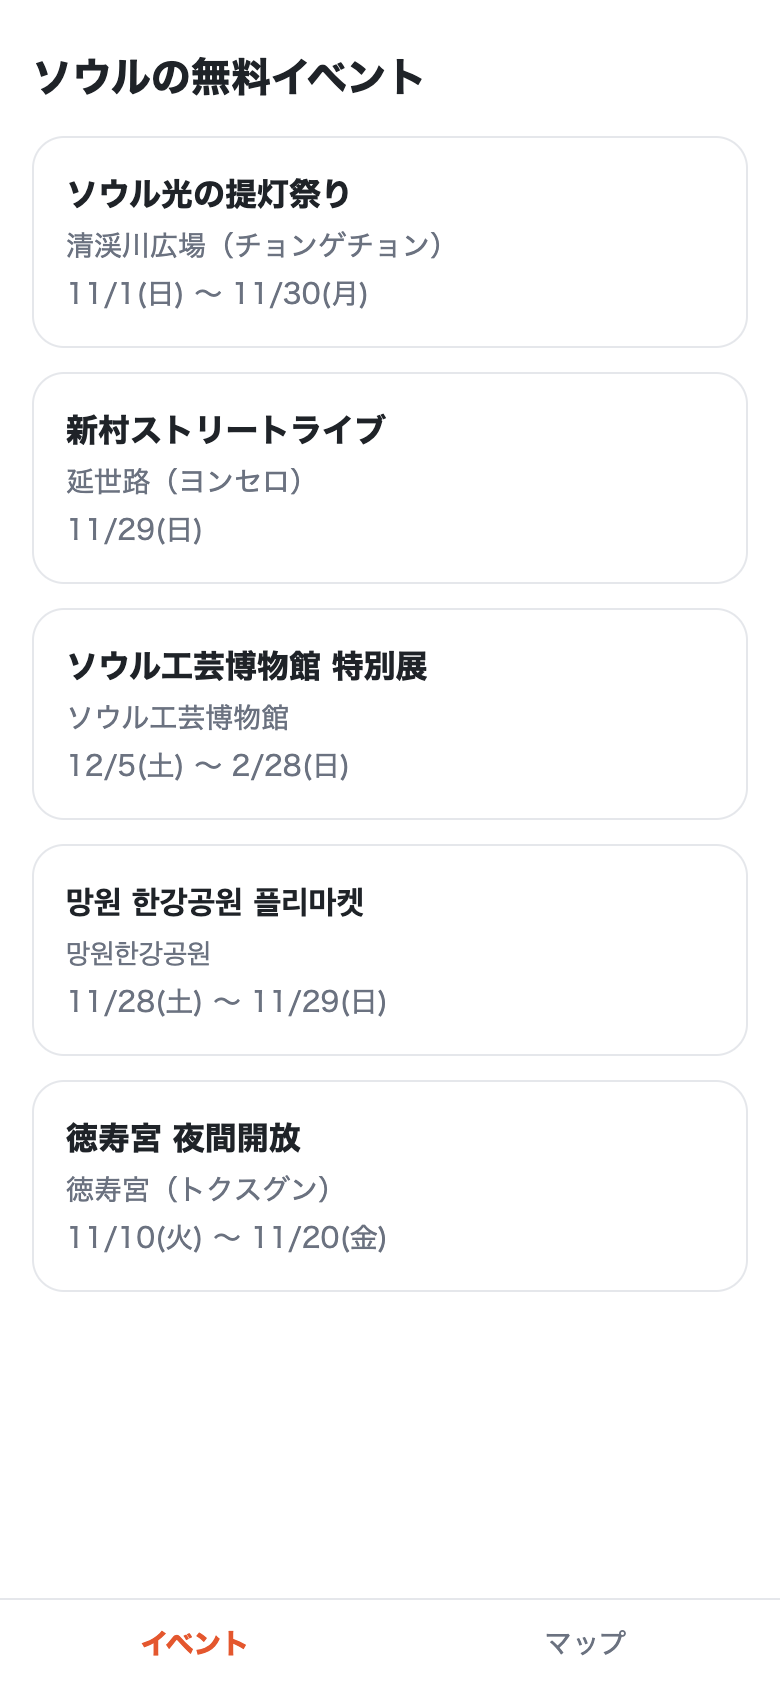 ソウルの無料イベント
ソウル光の提灯祭り
清渓川広場（チョンゲチョン）
11/1(日) 〜 11/30(月)
新村ストリートライブ
延世路（ヨンセロ）
11/29(日)
ソウル工芸博物館 特別展
ソウル工芸博物館
12/5(土) 〜 2/28(日)
망원 한강공원 플리마켓
망원한강공원
11/28(土) 〜 11/29(日)
徳寿宮 夜間開放
徳寿宮（トクスグン）
11/10(火) 〜 11/20(金)
イベント
マップ